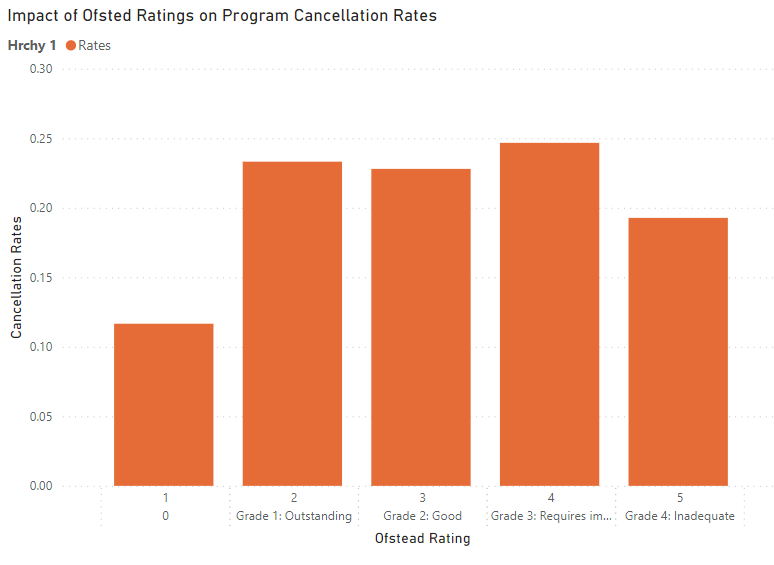 Impact of Ofsted Ratings on Program Cancellation Rates
Hrchy 1 Rates
0.30
0.25
0.20
0.15
0.10
0.05
0.00
Cancellation Rates
1 2 3 4 5
0 Grade 1: Outstanding Grade 2: Good Grade 3: Requires im... Grade 4: Inadequate
Ofstead Rating